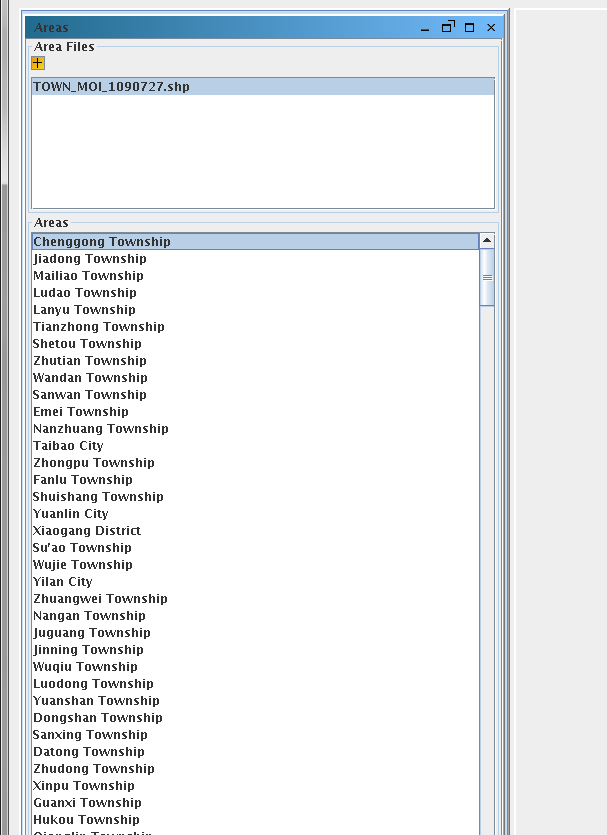 Areas
Area Files
TOWN_MOI_1090727.shp
Areas
Chenggong Township
Jiadong Township
Mailiao Township
Ludao Township
Lanyu Township
Tianzhong Township
Shetou Township
Zhutian Township
Wandan Township
Sanwan Township
Emei Township
Nanzhuang Township
Taibao City
Zhongpu Township
Fanlu Township
Shuishang Township
Yuanlin City
Xiaogang District
Su'ao Township
Wujie Township
Yilan City
Zhuangwei Township
Nangan Township
Juguang Township
Jinning Township
Wuqiu Township
Luodong Township
Yuanshan Township
Dongshan Township
Sanxing Township
Datong Township
Zhudong Township
Xinpu Township
Guanxi Township
Hukou Township